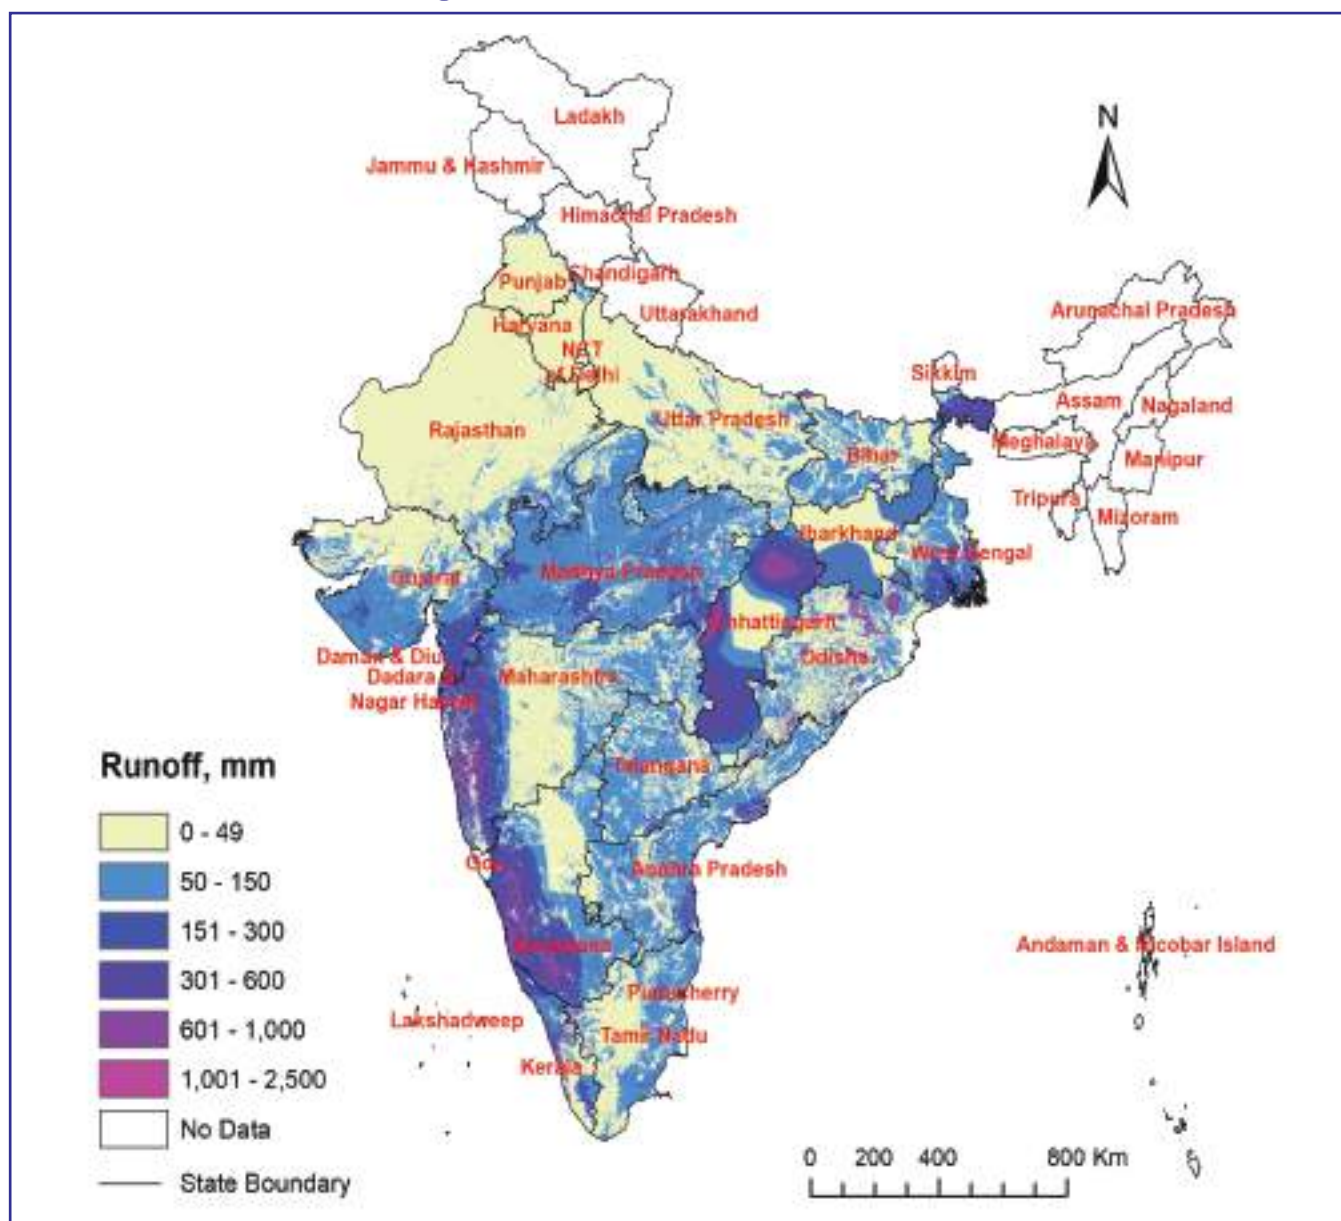 Ladakh
N
Jammu & Kashmir
Himachal Pradesh
Chandigarh
Punjab
Uttarakhand
Arunachal Pradesh
Haryana
NCT
of Delhi
Sikkim
Assam
Nagaland
Uttar Pradesh
Rajasthan
Meghalaya
Bihar
Manipur
Tripura
Mizoram
Jharkhand
West Bengal
Gujarat
Madhya Pradesh
Chhattisgarh
Odisha
Daman & Diu
Dadara &
Nagar Haveli
Maharashtra
Telangana
Goa
Andhra Pradesh
Karnataka
Andaman & Nicobar Island
Puducherry
Lakshadweep
Tamil Nadu
Kerala
Runoff, mm
0 - 49
50 - 150
151 - 300
301 - 600
601 - 1,000
1,001 - 2,500
No Data
State Boundary
0 200 400 800 Km